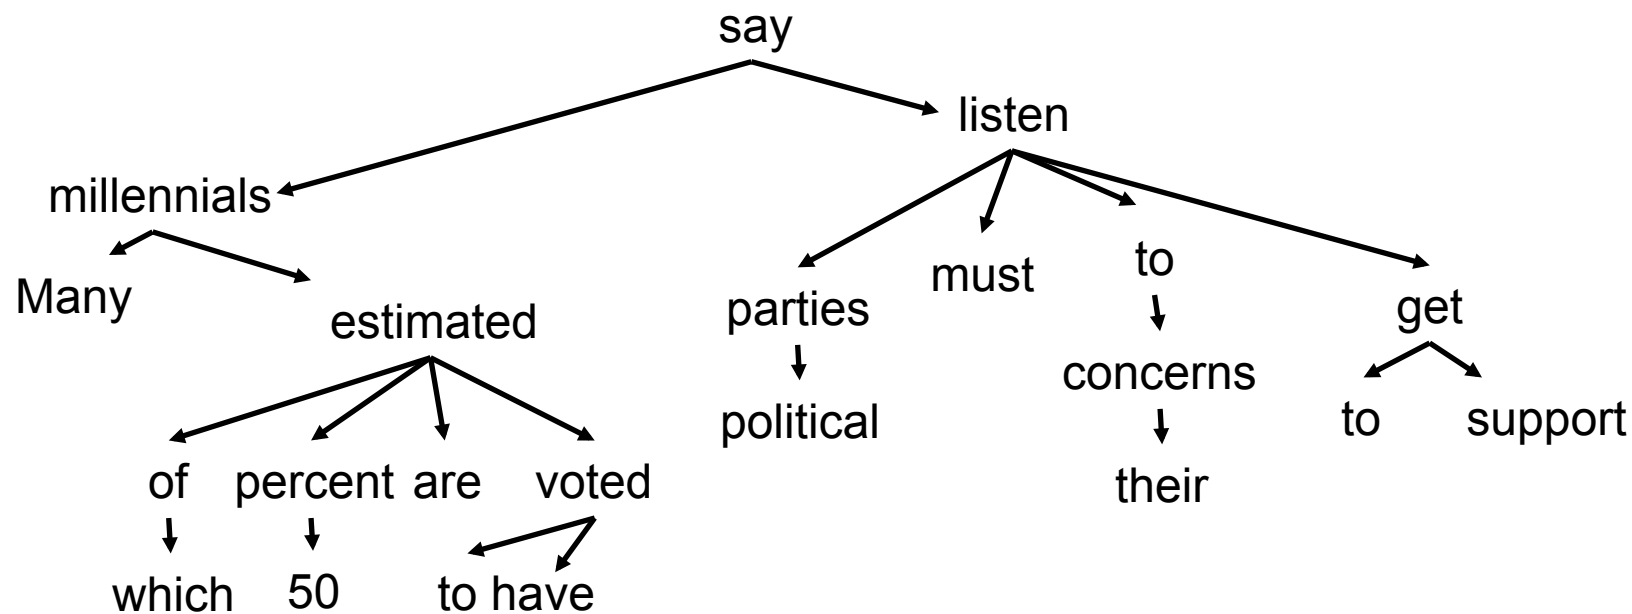 say
listen
millennials
Many
estimated
parties
must
to
get
political
concerns
to
support
of
percent
are
voted
their
which
50
to
have